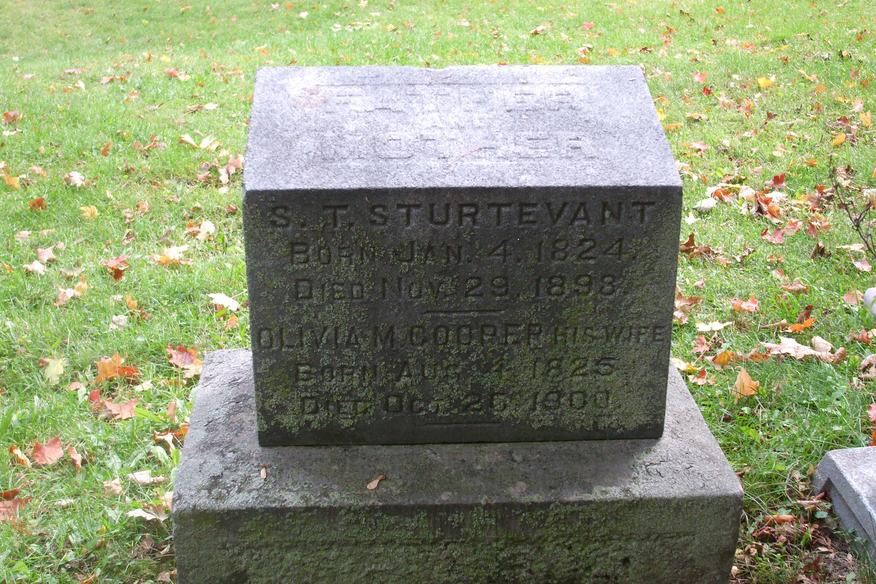 FATHER
AND
MOTHER
S. T. STURTEVANT
BORN JAN. 4. 1824.
DIED NOV. 29. 1898.
OLIVIA M. COOPER HIS WIFE
BORN AUG. 4. 1825.
DIED OCT. 26. 1900.